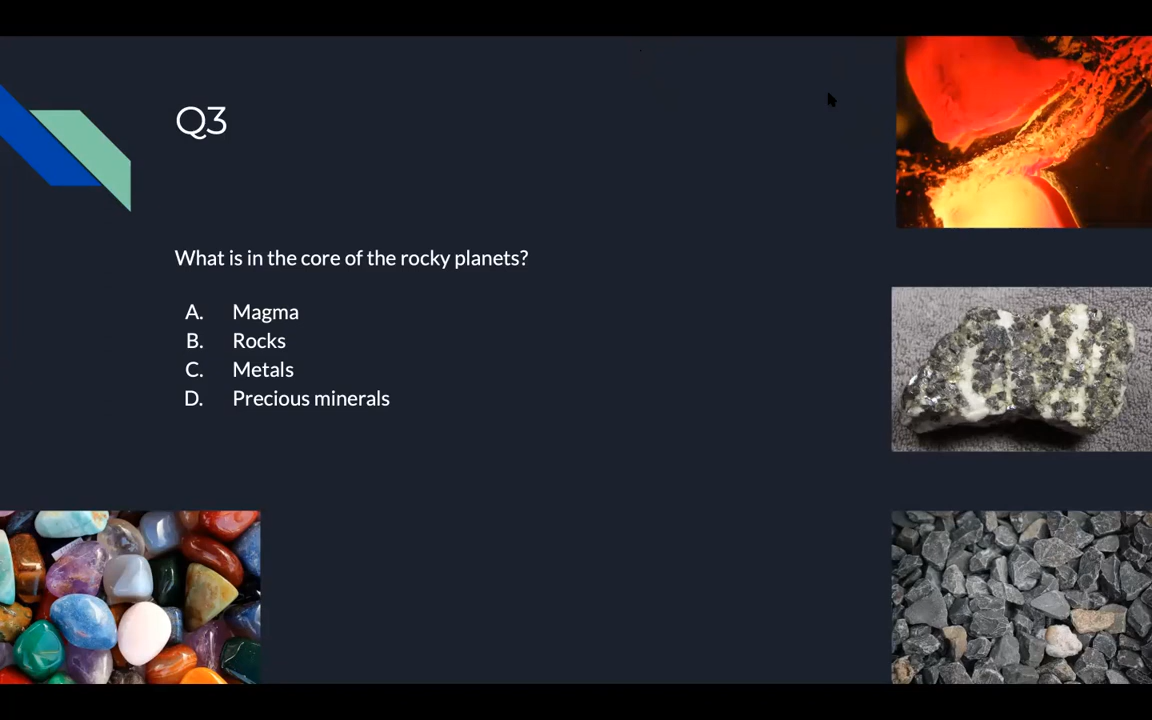 Q3
What is in the core of the rocky planets?
A. Magma
B. Rocks
C. Metals
D. Precious minerals